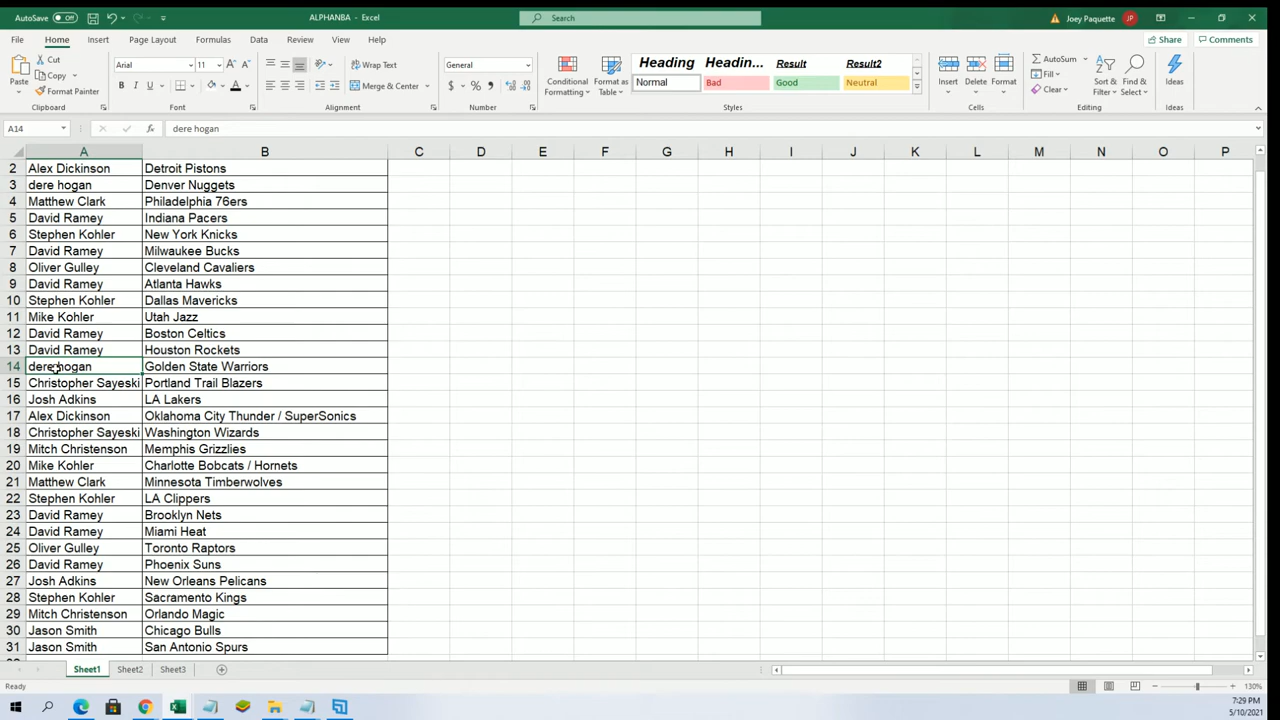 AutoSave Off
ALPHANBA - Excel
Search
Joey Paquette JP
File Home Insert Page Layout Formulas Data Review View Help
Share Comments
Paste
Cut
Copy
Format Painter
Clipboard
Arial 11
B I U
Font
Wrap Text
Merge & Center
Alignment
General
$ % 9
Number
Conditional Formatting
Format as Table
Heading Headin... Result Result2
Normal Bad Good Neutral
Styles
Insert Delete Format
Cells
AutoSum
Fill
Clear
Sort & Filter
Find & Select
Editing
Ideas
Ideas
A14 fx dere hogan
A B C D E F G H I J K L M N O P
2 Alex Dickinson Detroit Pistons
3 dere hogan Denver Nuggets
4 Matthew Clark Philadelphia 76ers
5 David Ramey Indiana Pacers
6 Stephen Kohler New York Knicks
7 David Ramey Milwaukee Bucks
8 Oliver Gulley Cleveland Cavaliers
9 David Ramey Atlanta Hawks
10 Stephen Kohler Dallas Mavericks
11 Mike Kohler Utah Jazz
12 David Ramey Boston Celtics
13 David Ramey Houston Rockets
14 dere hogan Golden State Warriors
15 Christopher Sayeski Portland Trail Blazers
16 Josh Adkins LA Lakers
17 Alex Dickinson Oklahoma City Thunder / SuperSonics
18 Christopher Sayeski Washington Wizards
19 Mitch Christenson Memphis Grizzlies
20 Mike Kohler Charlotte Bobcats / Hornets
21 Matthew Clark Minnesota Timberwolves
22 Stephen Kohler LA Clippers
23 David Ramey Brooklyn Nets
24 David Ramey Miami Heat
25 Oliver Gulley Toronto Raptors
26 David Ramey Phoenix Suns
27 Josh Adkins New Orleans Pelicans
28 Stephen Kohler Sacramento Kings
29 Mitch Christenson Orlando Magic
30 Jason Smith Chicago Bulls
31 Jason Smith San Antonio Spurs
Sheet1 Sheet2 Sheet3
Ready
130%
7:29 PM
5/10/2021